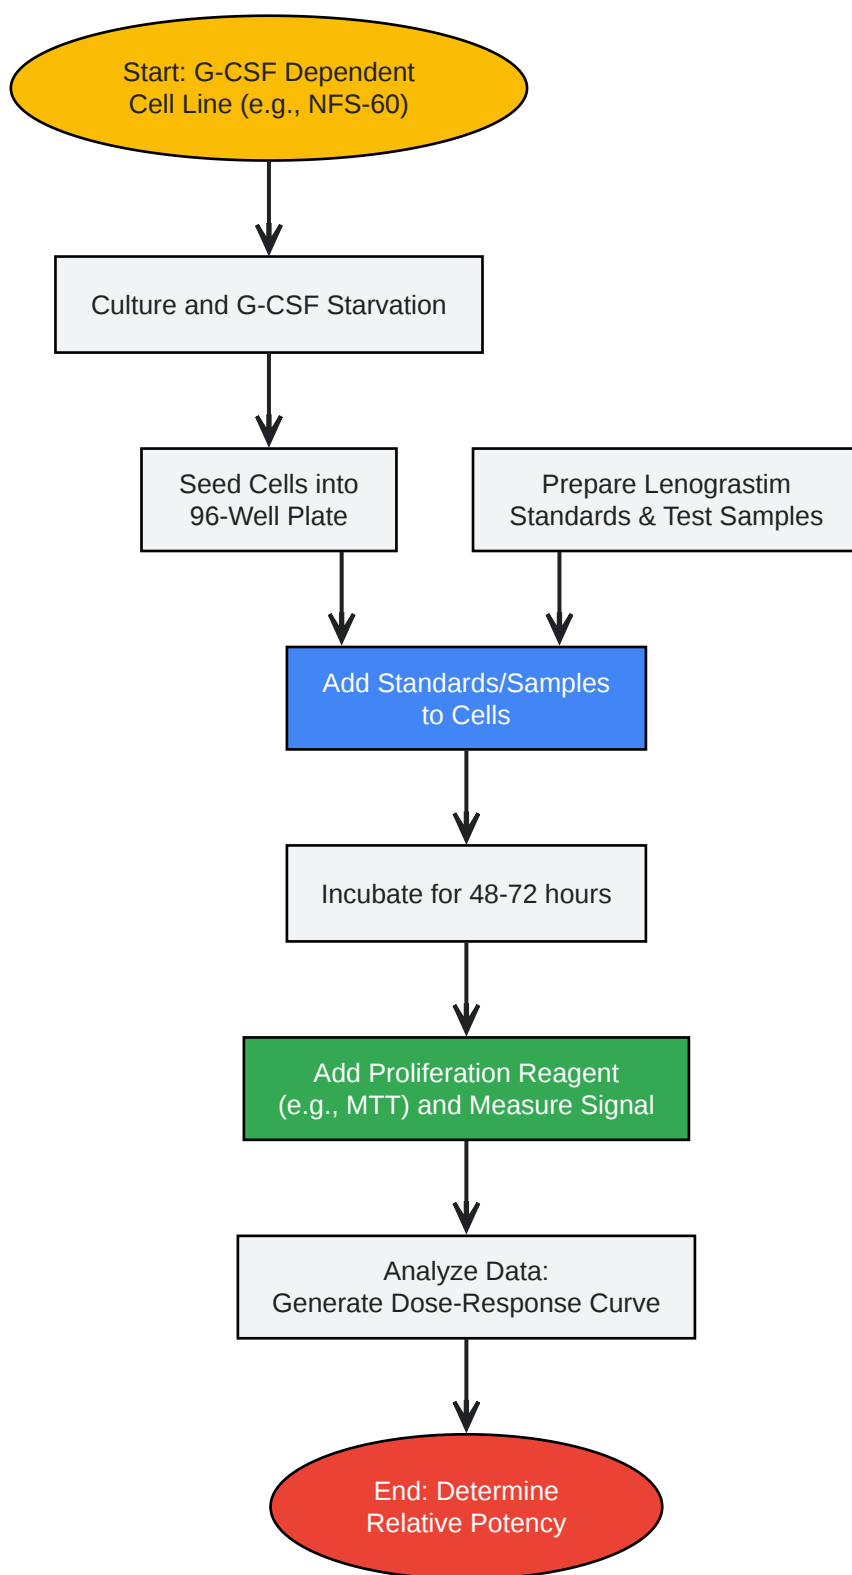 Start: G-CSF Dependent
Cell Line (e.g., NFS-60)
Culture and G-CSF Starvation
Seed Cells into
96-Well Plate
Prepare Lenograstim
Standards & Test Samples
Add Standards/Samples
to Cells
Incubate for 48-72 hours
Add Proliferation Reagent
(e.g., MTT) and Measure Signal
Analyze Data:
Generate Dose-Response Curve
End: Determine
Relative Potency